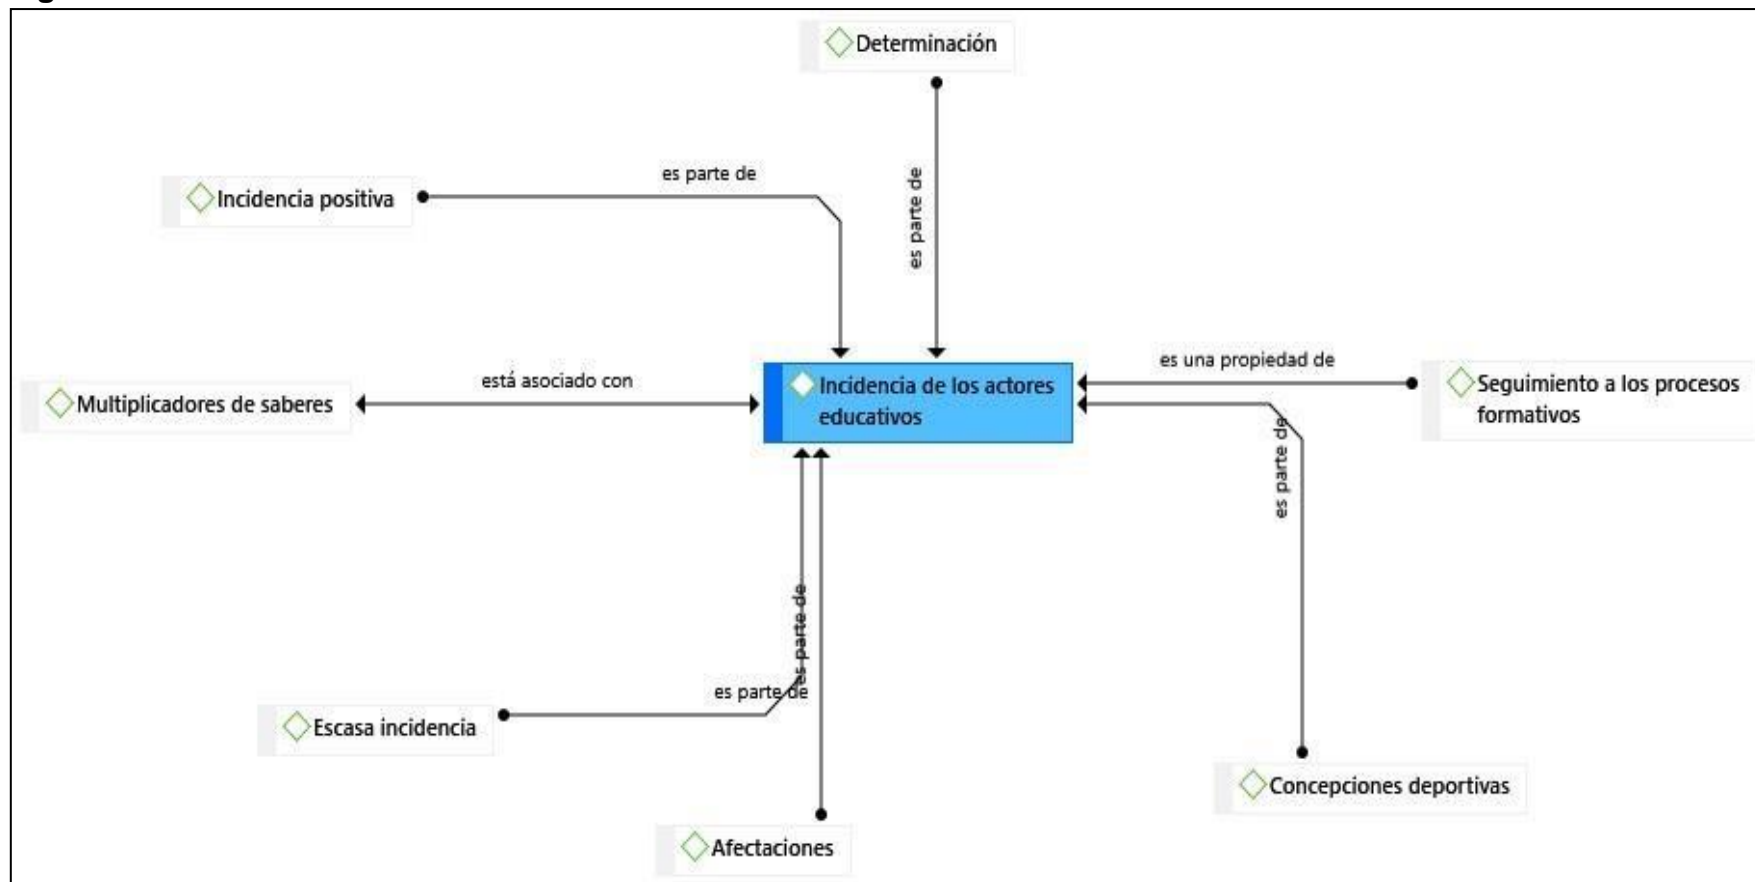 Determinación
es parte de
es parte de
Incidencia positiva
es una propiedad de
está asociado con
Incidencia de los actores
educativos
Seguimiento a los procesos
formativos
Multiplicadores de saberes
es parte de
es parte de
es parte de
Escasa incidencia
Concepciones deportivas
Afectaciones